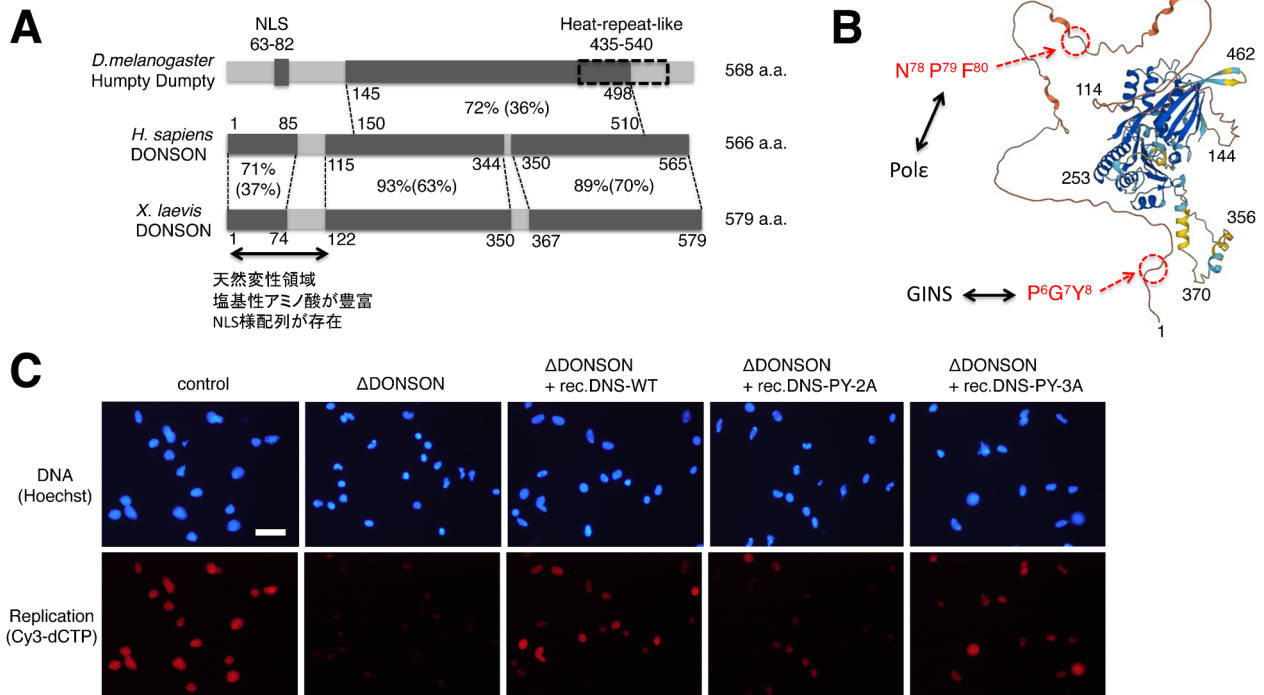 A
NLS
63-82
Heat-repeat-like
435-540
D.melanogaster
Humpty Dumpty
568 a.a.
145
498
72% (36%)
1
85
150
510
H. sapiens
DONSON
566 a.a.
115
344
350
565
71%
(37%)
93%(63%)
89%(70%)
X. laevis
DONSON
579 a.a.
1
74
122
350
367
579
天然変性領域
塩基性アミノ酸が豊富
NLS様配列が存在
B
N78 P79 F80
462
114
144
Polε
253
356
GINS
P6G7Y8
370
1
C
control
ΔDONSON
ΔDONSON
+ rec.DNS-WT
ΔDONSON
+ rec.DNS-PY-2A
ΔDONSON
+ rec.DNS-PY-3A
DNA
(Hoechst)
Replication
(Cy3-dCTP)